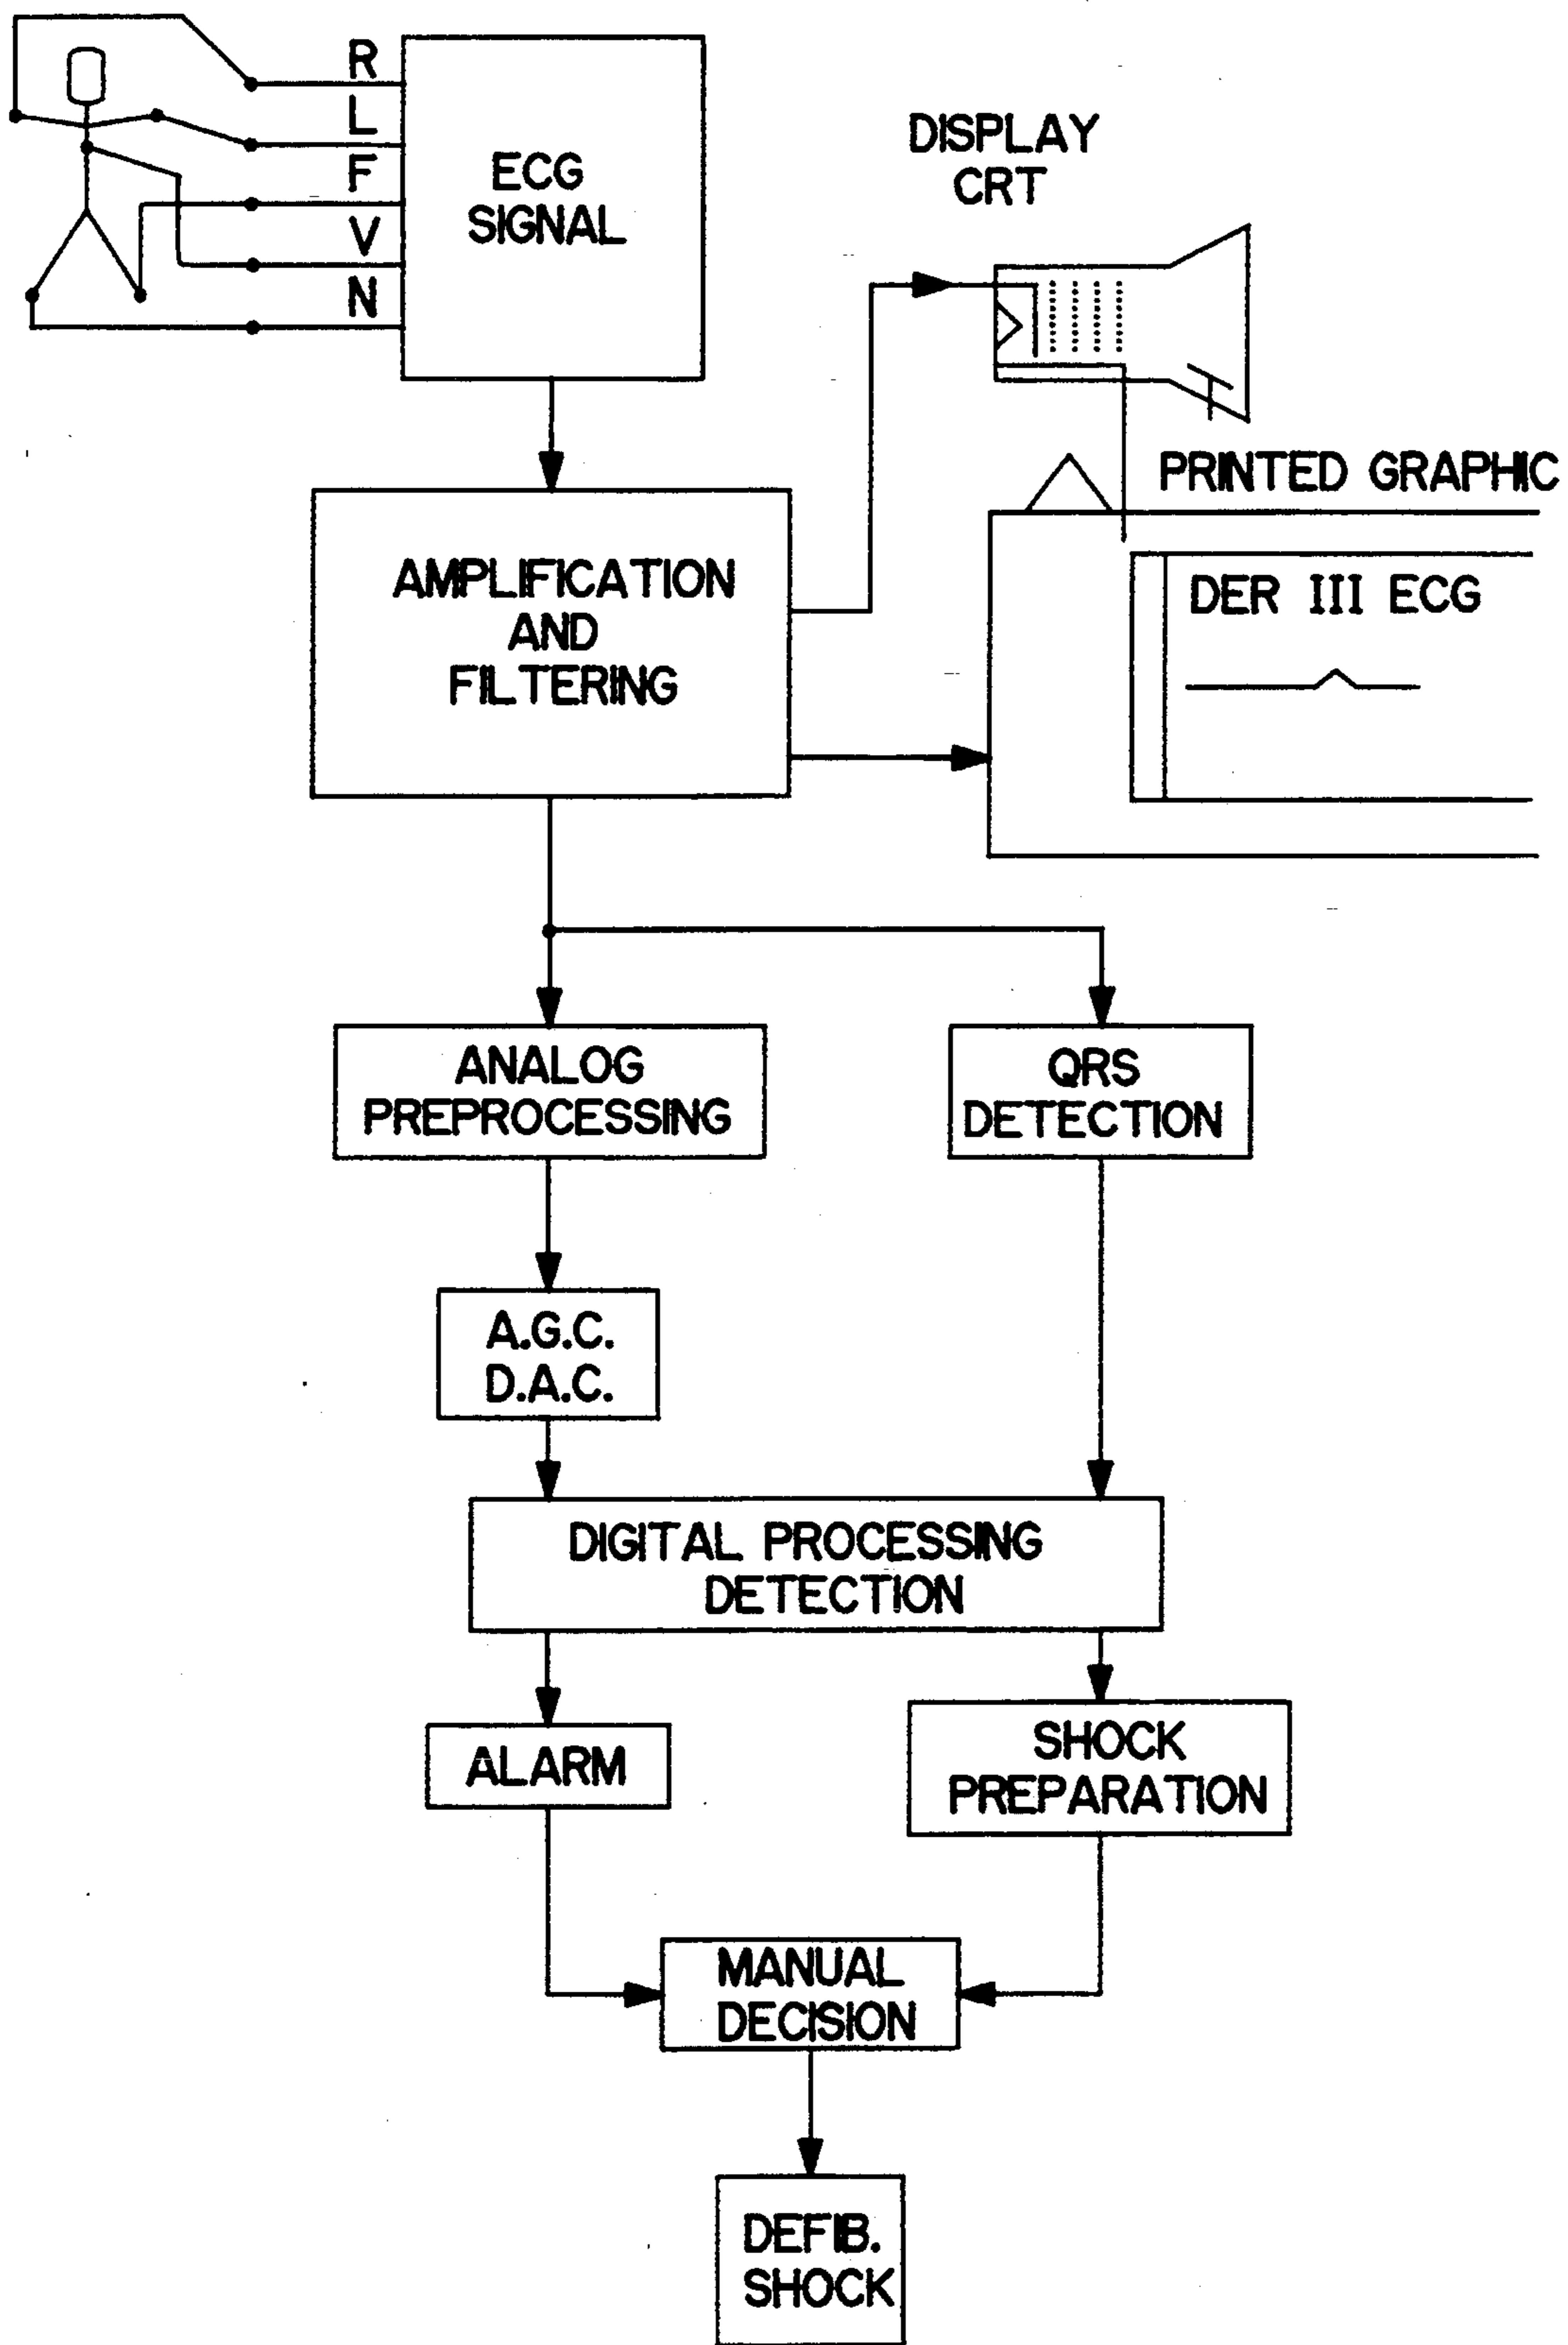 R
L
F
V
N
ECG
SIGNAL
DISPLAY
CRT
PRINTED GRAPHIC
DER III ECG
AMPLIFICATION
AND
FILTERING
ANALOG
PREPROCESSING
QRS
DETECTION
A.G.C.
D.A.C.
DIGITAL PROCESSING
DETECTION
ALARM
SHOCK
PREPARATION
MANUAL
DECISION
DEFIB.
SHOCK